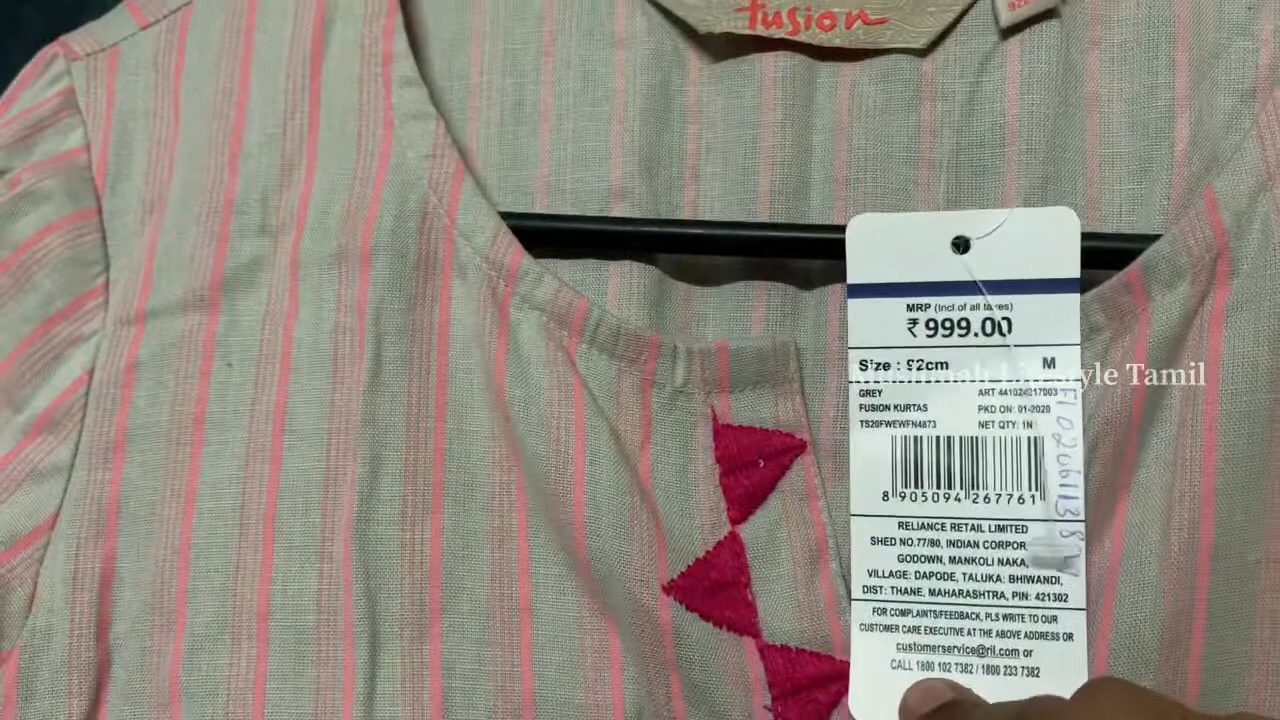 fusion
MRP (Incl.of all taxes)
₹999.00
Size : 92cm M
GREY ART 441024217003
FUSION KURTAS PKD ON: 01-2020
TS20FWEWFN4873 NET QTY: 1N
8 905094 267761
RELIANCE RETAIL LIMITED
SHED NO.77/80, INDIAN CORPOR
GODOWN, MANKOLI NAKA,
VILLAGE: DAPODE, TALUKA: BHIWANDI,
DIST: THANE, MAHARASHTRA, PIN: 421302
FOR COMPLAINTS/FEEDBACK, PLS WRITE TO OUR
CUSTOMER CARE EXECUTIVE AT THE ABOVE ADDRESS OR
customerservice@ril.com or
CALL 1800 102 7382 / 1800 233 7382
Lifestyle Tamil